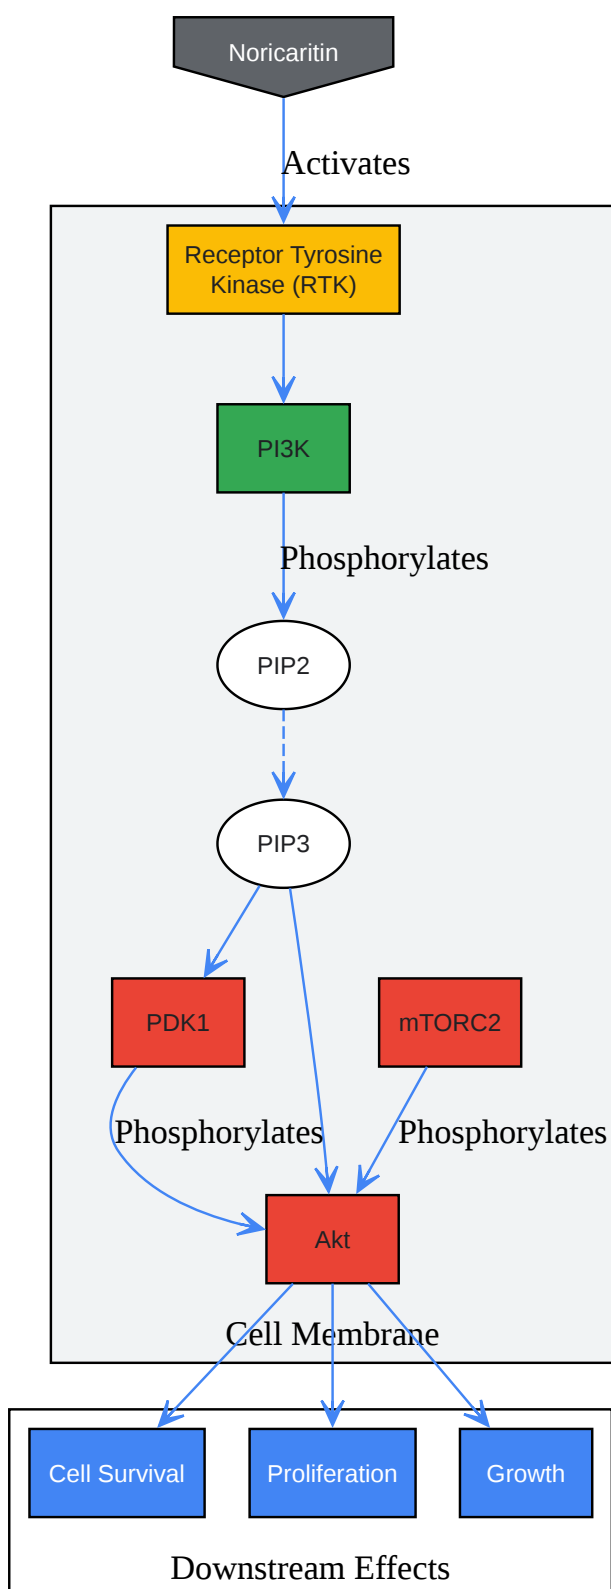 Noricaritin
Activates
Receptor Tyrosine
Kinase (RTK)
PI3K
Phosphorylates
PIP2
PIP3
PDK1
mTORC2
Phosphorylates
Phosphorylates
Akt
Cell Membrane
Cell Survival
Proliferation
Growth
Downstream Effects